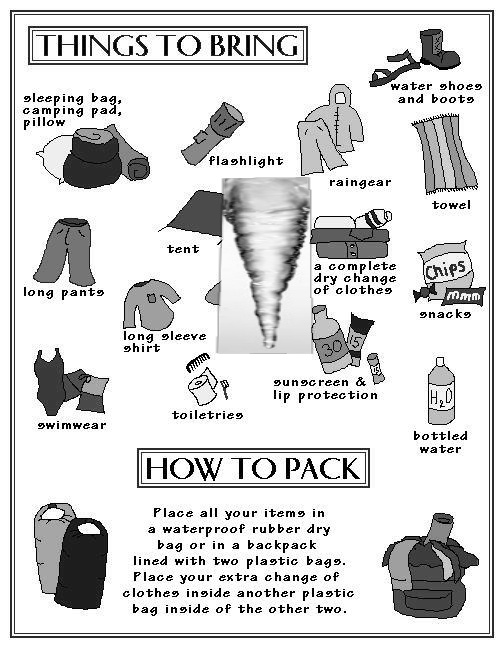 THINGS TO BRING
water shoes
and boots
sleeping bag,
camping pad,
pillow
flashlight
raingear
towel
tent
long pants
a complete
dry change
of clothes
Chips
mmm
snacks
long sleeve
shirt
30
15
sunscreen &
lip protection
swimwear
toiletries
H2O
bottled
water
HOW TO PACK
Place all your items in
a waterproof rubber dry
bag or in a backpack
lined with two plastic bags.
Place your extra change of
clothes inside another plastic
bag inside of the other two.